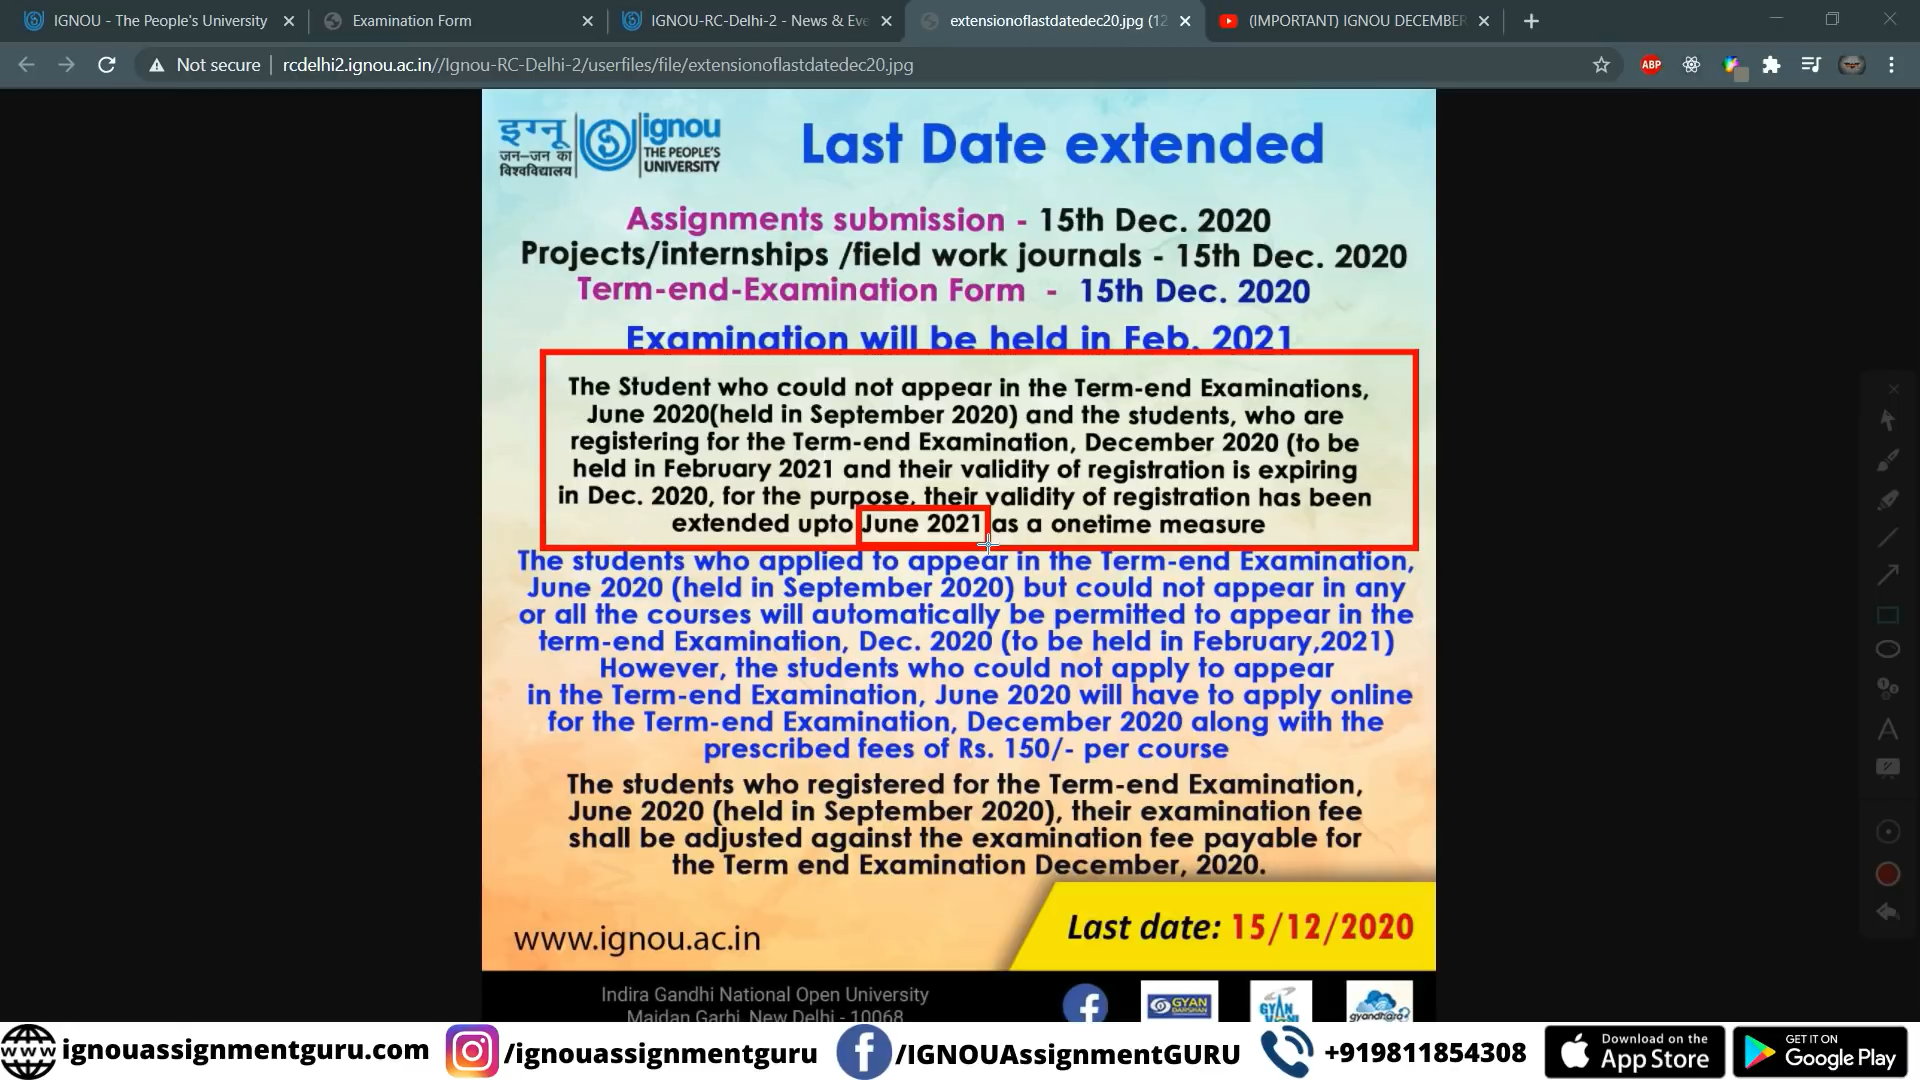 IGNOU - The People's University
Examination Form
IGNOU-RC-Delhi-2 - News & Eve
extensionoflastdatedec20.jpg (12
(IMPORTANT) IGNOU DECEMBER
Not secure
rcdelhi2.ignou.ac.in//Ignou-RC-Delhi-2/userfiles/file/extensionoflastdatedec20.jpg
ABP
इग्नू
जन-जन का
विश्वविद्यालय
ignou
THE PEOPLE'S
UNIVERSITY
Last Date extended
Assignments submission - 15th Dec. 2020
Projects/internships /field work journals - 15th Dec. 2020
Term-end-Examination Form - 15th Dec. 2020
Examination will be held in Feb. 2021
The Student who could not appear in the Term-end Examinations,
June 2020(held in September 2020) and the students, who are
registering for the Term-end Examination, December 2020 (to be
held in February 2021 and their validity of registration is expiring
in Dec. 2020, for the purpose, their validity of registration has been
extended upto June 2021 as a onetime measure
The students who applied to appear in the Term-end Examination,
June 2020 (held in September 2020) but could not appear in any
or all the courses will automatically be permitted to appear in the
term-end Examination, Dec. 2020 (to be held in February,2021)
However, the students who could not apply to appear
in the Term-end Examination, June 2020 will have to apply online
for the Term-end Examination, December 2020 along with the
prescribed fees of Rs. 150/- per course
The students who registered for the Term-end Examination,
June 2020 (held in September 2020), their examination fee
shall be adjusted against the examination fee payable for
the Term end Examination December, 2020.
www.ignou.ac.in
Last date: 15/12/2020
Indira Gandhi National Open University
Maidan Garhi, New Delhi - 10068
GYAN
DARSHAN
GYAN
VANI
gyandhara
www
ignouassignmentguru.com
/ignouassignmentguru
/IGNOUAssignmentGURU
+919811854308
Download on the
App Store
GET IT ON
Google Play